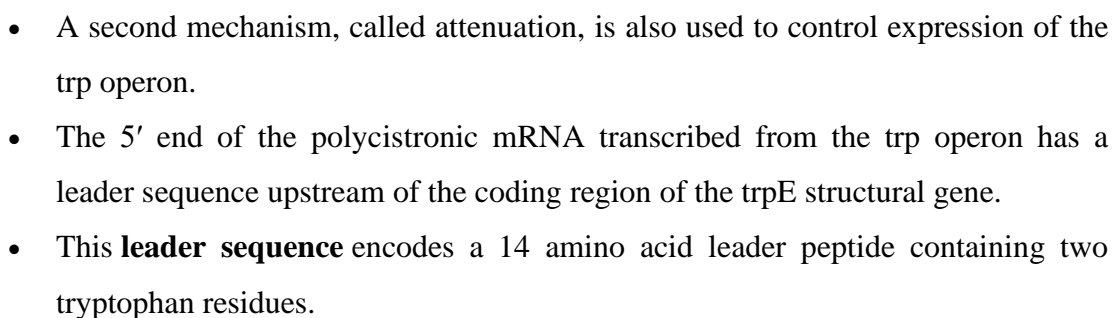 • A second mechanism, called attenuation, is also used to control expression of the
trp operon.
• The 5′ end of the polycistronic mRNA transcribed from the trp operon has a
leader sequence upstream of the coding region of the trpE structural gene.
• This leader sequence encodes a 14 amino acid leader peptide containing two
tryptophan residues.